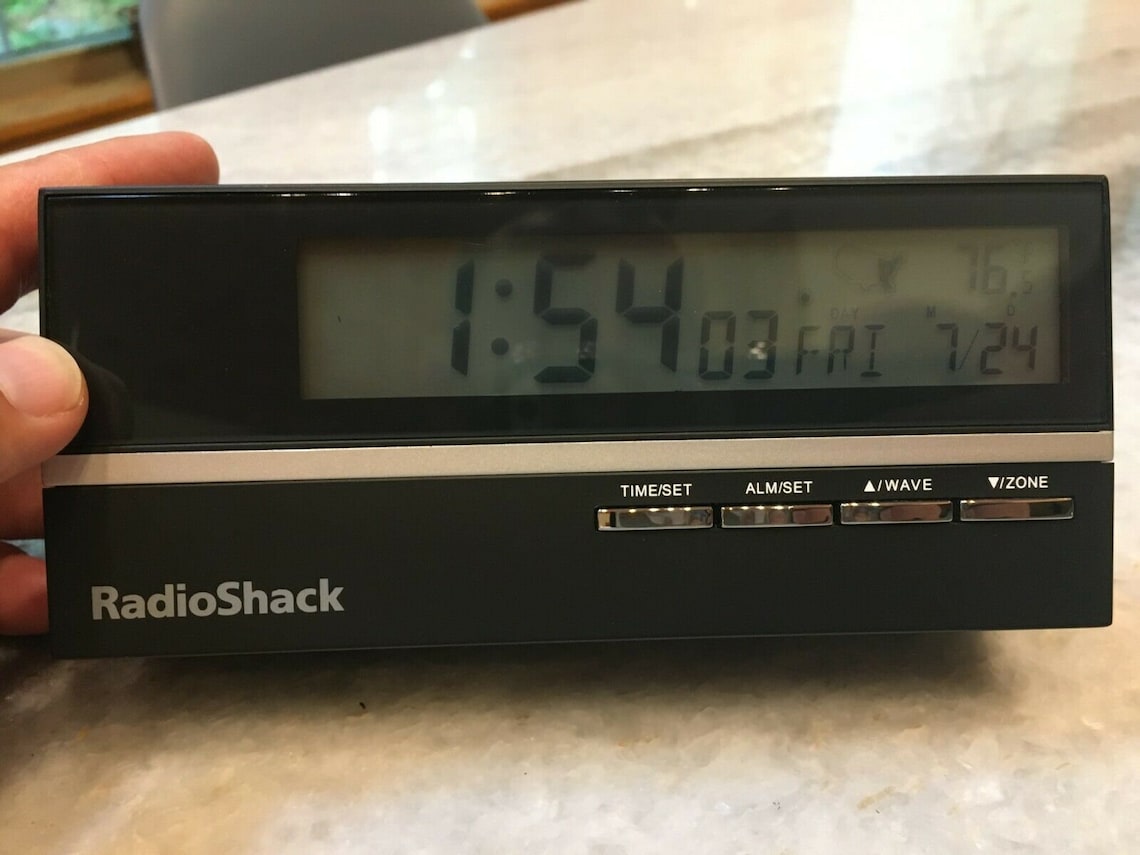 76.5
DAY M D
1:54 03 FRI 7/24
TIME/SET ALM/SET ▲/WAVE ▼/ZONE
RadioShack